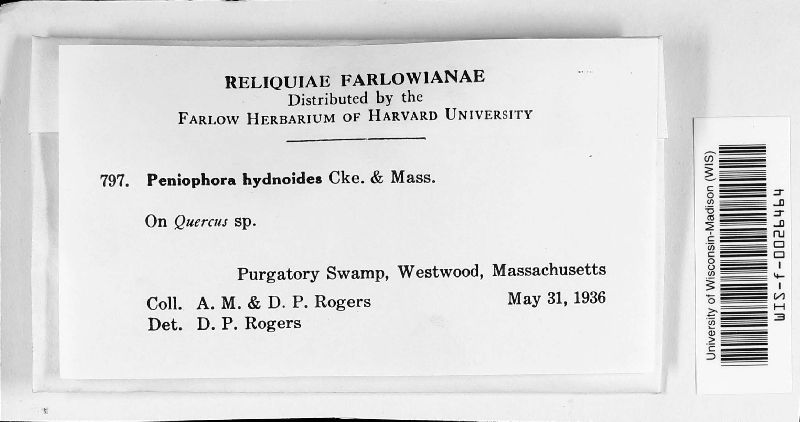 RELIQUIAE FARLOWIANAE
Distributed by the
FARLOW HERBARIUM OF HARVARD UNIVERSITY
797. Peniophora hydnoides Cke. & Mass.
On Quercus sp.
Purgatory Swamp, Westwood, Massachusetts
Coll. A. M. & D. P. Rogers May 31, 1936
Det. D. P. Rogers
University of Wisconsin-Madison (WIS)
WIS-f-0026464